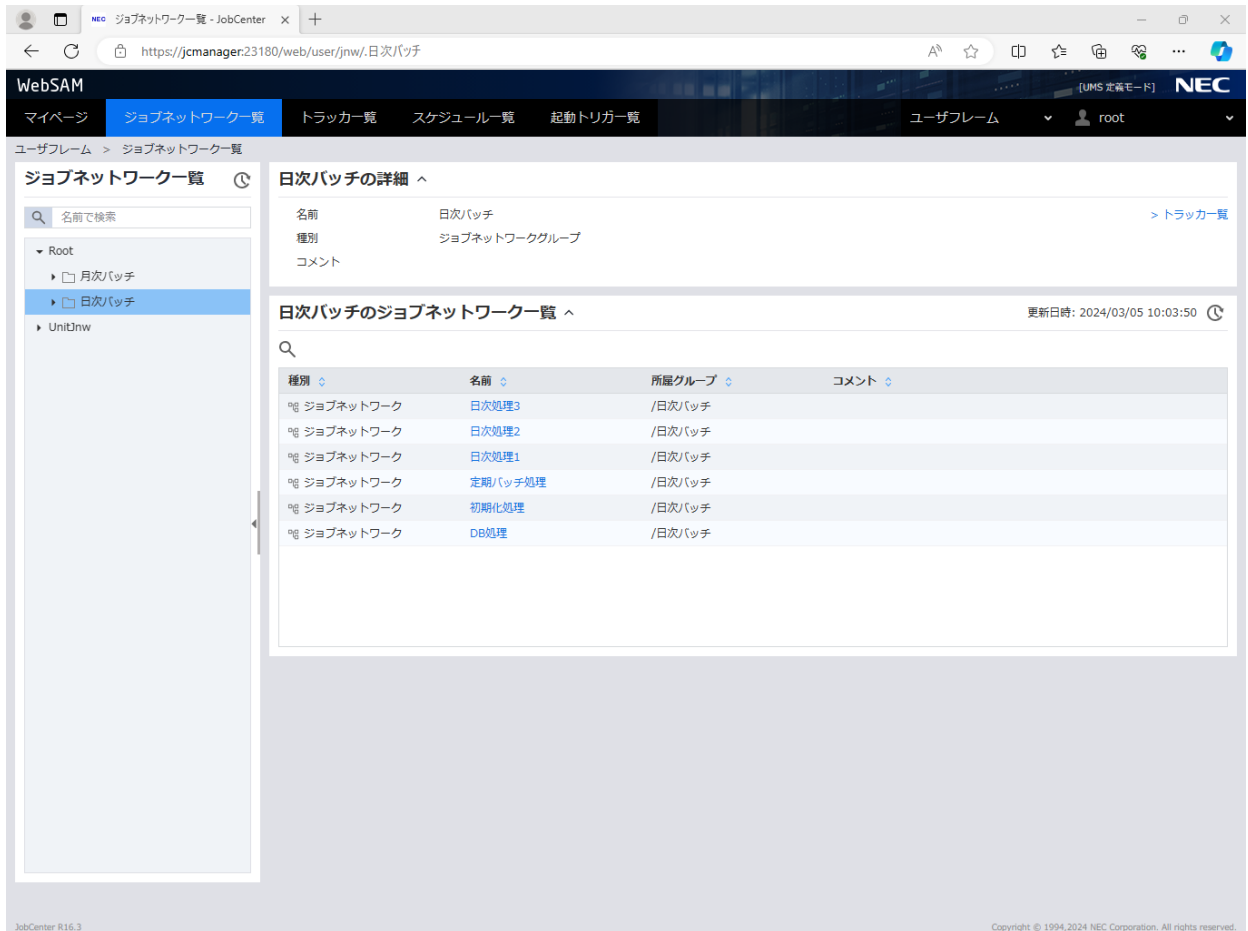 NEC ジョブネットワーク一覧 - JobCenter
https://jcmanager:23180/web/user/jnw/.日次バッチ
WebSAM
[UMS 定義モード] NEC
マイページ ジョブネットワーク一覧 トラッカ一覧 スケジュール一覧 起動トリガ一覧 ユーザフレーム root
ユーザフレーム > ジョブネットワーク一覧
ジョブネットワーク一覧
名前で検索
Root
月次バッチ
日次バッチ
UnitJnw
日次バッチの詳細
名前 日次バッチ > トラッカ一覧
種別 ジョブネットワークグループ
コメント
日次バッチのジョブネットワーク一覧 更新日時: 2024/03/05 10:03:50
種別 名前 所属グループ コメント
ジョブネットワーク 日次処理3 /日次バッチ
ジョブネットワーク 日次処理2 /日次バッチ
ジョブネットワーク 日次処理1 /日次バッチ
ジョブネットワーク 定期バッチ処理 /日次バッチ
ジョブネットワーク 初期化処理 /日次バッチ
ジョブネットワーク DB処理 /日次バッチ
JobCenter R16.3 Copyright © 1994,2024 NEC Corporation. All rights reserved.